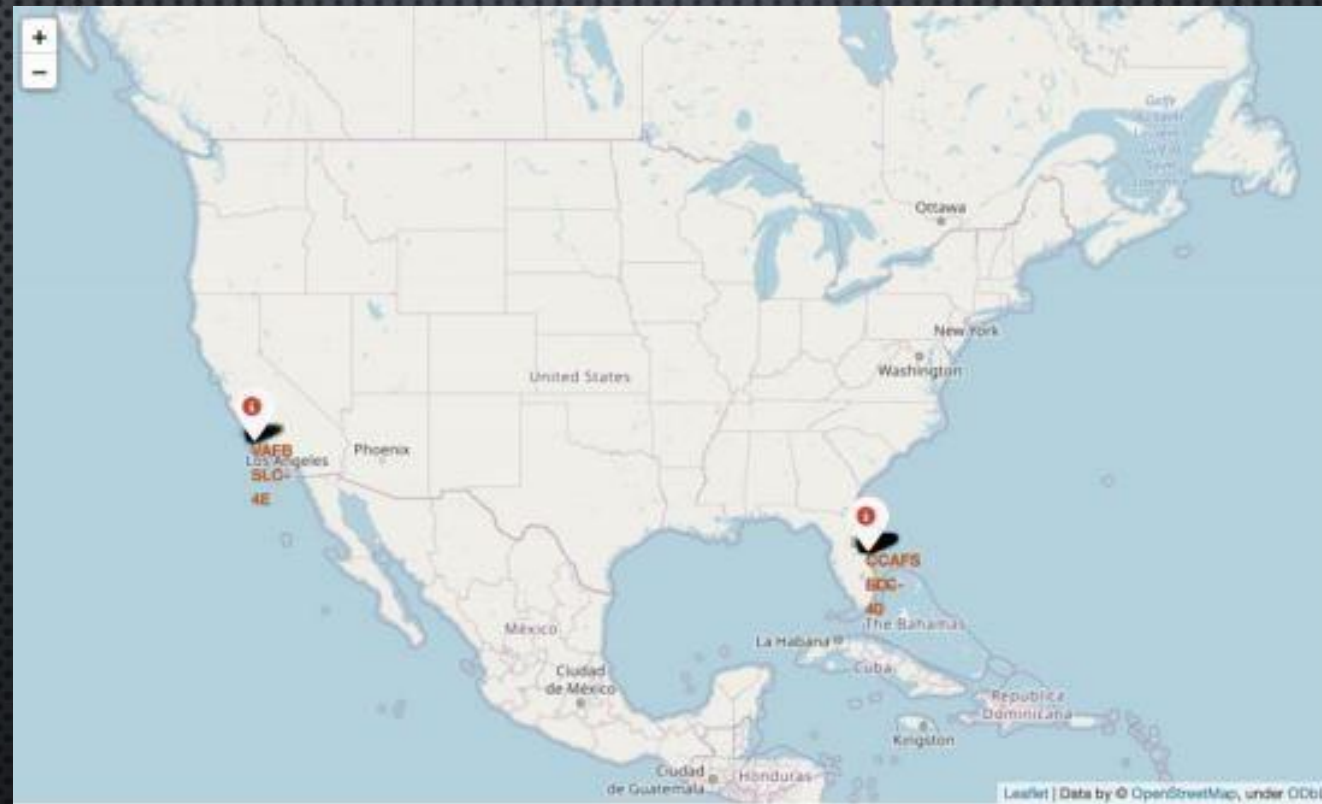 +
−
Ottawa
New York
Washington
United States
Phoenix
VAFB
Los Angeles
SLC-
4E
CCAFS
40
The Bahamas
La Habana
México
Cuba
Ciudad
de México
República
Dominicana
Kingston
Ciudad
de Guatemala
Honduras
Leaflet | Data by © OpenStreetMap, under ODbL